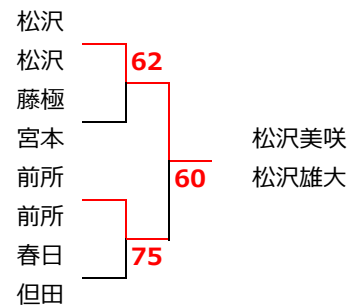 松沢
松沢 62
藤極
宮本 松沢美咲
前所 60 松沢雄大
前所
春日 75
但田